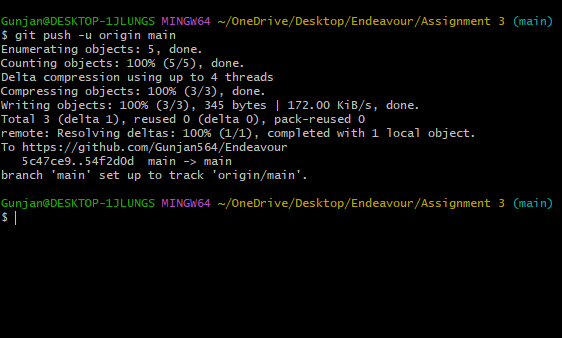 Gunjan@DESKTOP-1JLUNGS MINGW64 ~/OneDrive/Desktop/Endeavour/Assignment 3 (main)
$ git push -u origin main
Enumerating objects: 5, done.
Counting objects: 100% (5/5), done.
Delta compression using up to 4 threads
Compressing objects: 100% (3/3), done.
Writing objects: 100% (3/3), 345 bytes | 172.00 KiB/s, done.
Total 3 (delta 1), reused 0 (delta 0), pack-reused 0
remote: Resolving deltas: 100% (1/1), completed with 1 local object.
To https://github.com/Gunjan564/Endeavour
   5c47ce9..54f2d0d  main -> main
branch 'main' set up to track 'origin/main'.
Gunjan@DESKTOP-1JLUNGS MINGW64 ~/OneDrive/Desktop/Endeavour/Assignment 3 (main)
$